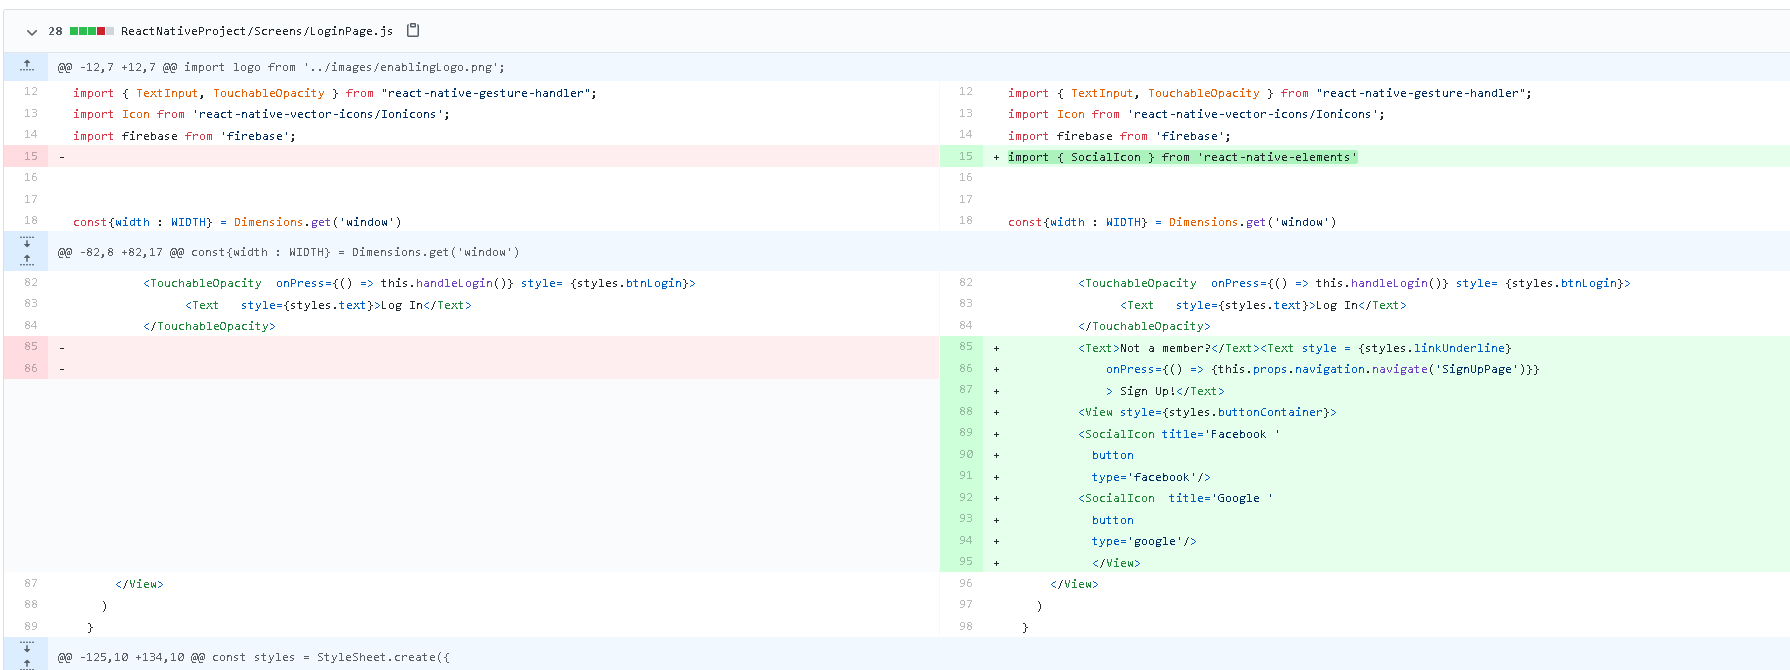 28 ReactNativeProject/Screens/LoginPage.js
@@ -12,7 +12,7 @@ import logo from '../images/enablingLogo.png';
12 import { TextInput, TouchableOpacity } from "react-native-gesture-handler"; 12 import { TextInput, TouchableOpacity } from "react-native-gesture-handler";
13 import Icon from 'react-native-vector-icons/Ionicons'; 13 import Icon from 'react-native-vector-icons/Ionicons';
14 import firebase from 'firebase'; 14 import firebase from 'firebase';
15 - 15 + import { SocialIcon } from 'react-native-elements'
16 16
17 17
18 const{width : WIDTH} = Dimensions.get('window') 18 const{width : WIDTH} = Dimensions.get('window')
@@ -82,8 +82,17 @@ const{width : WIDTH} = Dimensions.get('window')
82 <TouchableOpacity onPress={() => this.handleLogin()} style= {styles.btnLogin}> 82 <TouchableOpacity onPress={() => this.handleLogin()} style= {styles.btnLogin}>
83 <Text style={styles.text}>Log In</Text> 83 <Text style={styles.text}>Log In</Text>
84 </TouchableOpacity> 84 </TouchableOpacity>
85 - 85 + <Text>Not a member?</Text><Text style = {styles.linkUnderline}
86 - 86 + onPress={() => {this.props.navigation.navigate('SignUpPage')}}
87 + > Sign Up!</Text>
88 + <View style={styles.buttonContainer}>
89 + <SocialIcon title='Facebook '
90 + button
91 + type='facebook'/>
92 + <SocialIcon title='Google '
93 + button
94 + type='google'/>
95 + </View>
87 </View> 96 </View>
88 ) 97 )
89 } 98 }
@@ -125,10 +134,10 @@ const styles = StyleSheet.create({